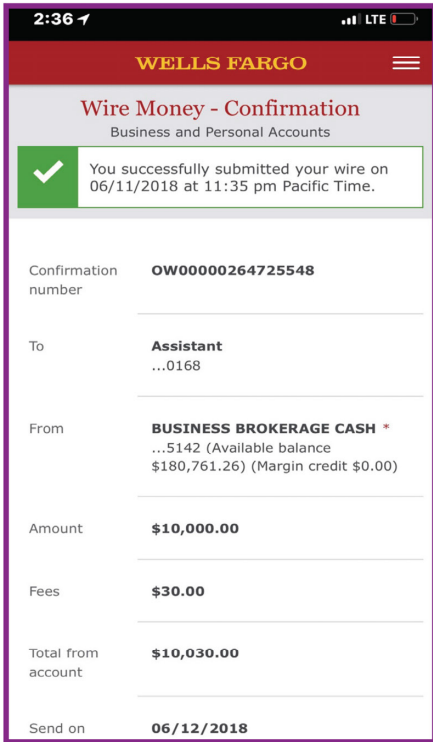 2:36 LTE
WELLS FARGO
Wire Money - Confirmation
Business and Personal Accounts
You successfully submitted your wire on
06/11/2018 at 11:35 pm Pacific Time.
Confirmation OW00000264725548
number
To Assistant
...0168
From BUSINESS BROKERAGE CASH *
...5142 (Available balance
$180,761.26) (Margin credit $0.00)
Amount $10,000.00
Fees $30.00
Total from $10,030.00
account
Send on 06/12/2018